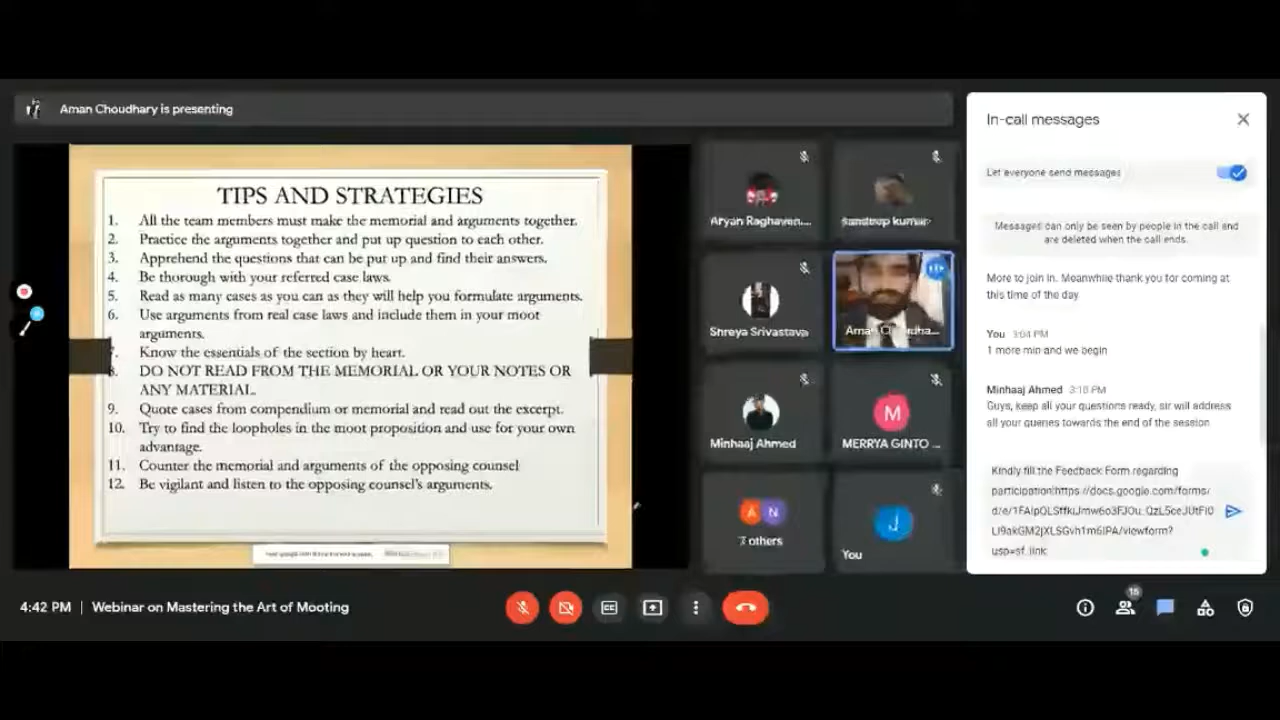 Aman Choudhary is presenting
TIPS AND STRATEGIES
1. All the team members must make the memorial and arguments together.
2. Practice the arguments together and put up question to each other.
3. Apprehend the questions that can be put up and find their answers.
4. Be thorough with your referred case laws.
5. Read as many cases as you can as they will help you formulate arguments.
6. Use arguments from real case laws and include them in your moot
arguments.
7. Know the essentials of the section by heart.
8. DO NOT READ FROM THE MEMORIAL OR YOUR NOTES OR
ANY MATERIAL.
9. Quote cases from compendium or memorial and read out the excerpt.
10. Try to find the loopholes in the moot proposition and use for your own
advantage.
11. Counter the memorial and arguments of the opposing counsel
12. Be vigilant and listen to the opposing counsel's arguments.
Aryan Raghaven...
sandeep kumar
Shreya Srivastava
Aman Choudha...
Minhaaj Ahmed
M
MERRYA GINTO ...
A N
7 others
J
You
In-call messages
Let everyone send messages
Messages can only be seen by people in the call and
are deleted when the call ends.
More to join in. Meanwhile thank you for coming at
this time of the day
You 3:04 PM
1 more min and we begin
Minhaaj Ahmed 3:10 PM
Guys, keep all your questions ready, sir will address
all your queries towards the end of the session
Kindly fill the Feedback Form regarding
participation:https://docs.google.com/forms/
viewform?
usp=sf_link
4:42 PM | Webinar on Mastering the Art of Mooting
15